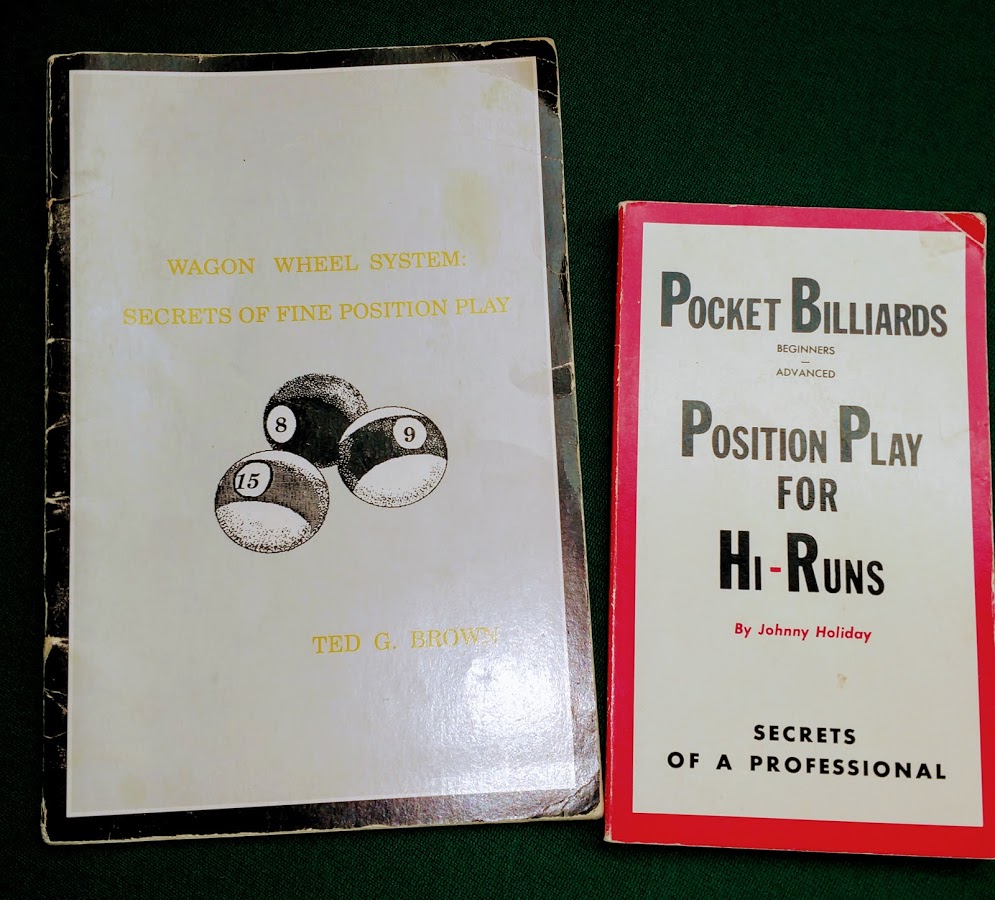 WAGON WHEEL SYSTEM:
SECRETS OF FINE POSITION PLAY
8
9
15
TED G. BROWN
POCKET BILLIARDS
BEGINNERS
—
ADVANCED
POSITION PLAY
FOR
HI-RUNS
By Johnny Holiday
SECRETS
OF A PROFESSIONAL